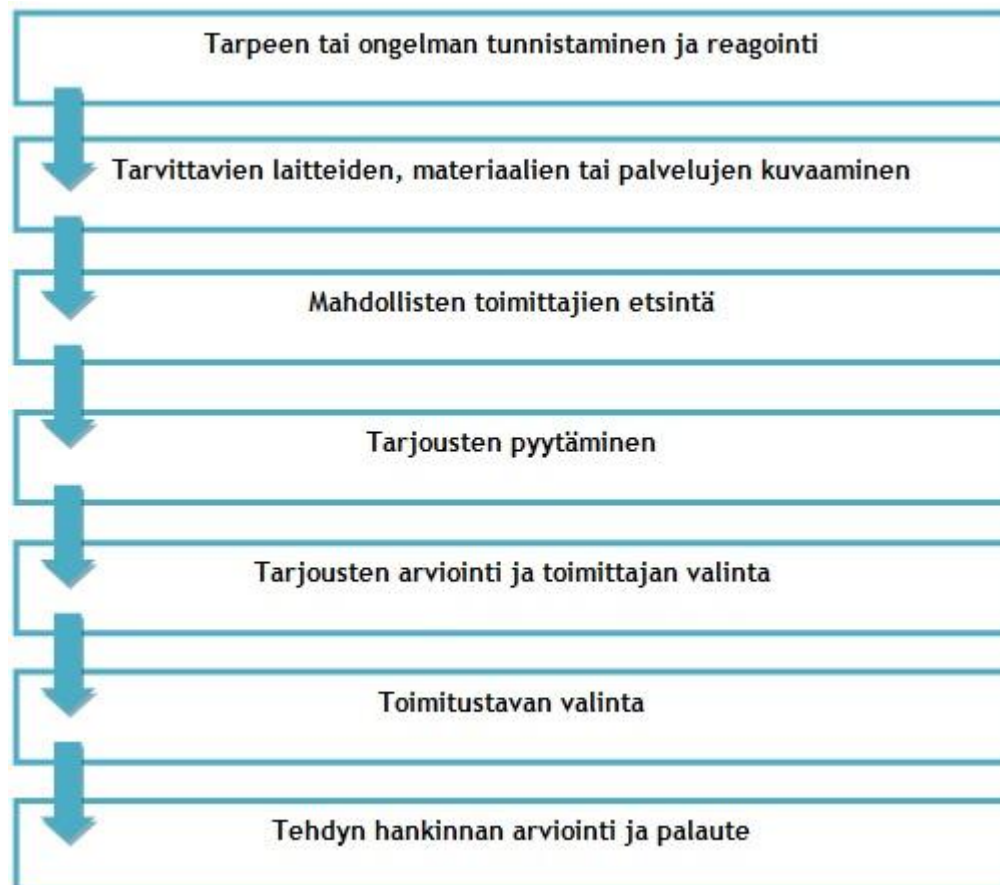 Tarpeen tai ongelman tunnistaminen ja reagointi
Tarvittavien laitteiden, materiaalien tai palvelujen kuvaaminen
Mahdollisten toimittajien etsintä
Tarjousten pyytäminen
Tarjousten arviointi ja toimittajan valinta
Toimitustavan valinta
Tehdyn hankinnan arviointi ja palaute